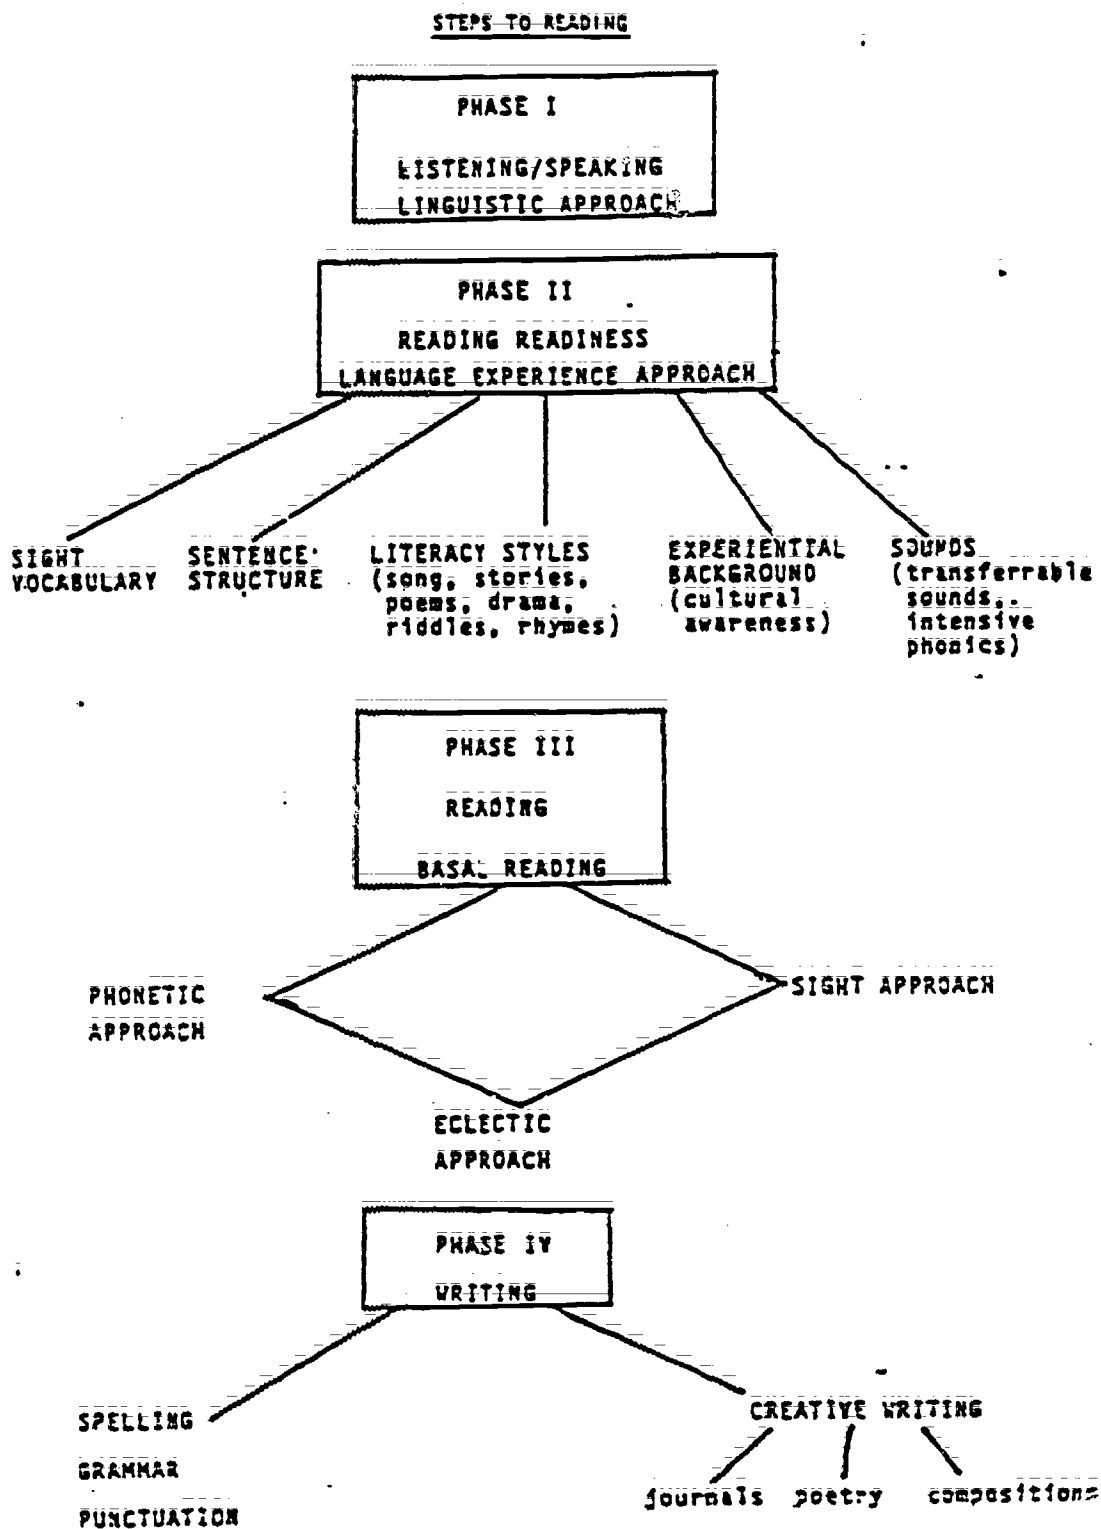 STEPS TO READING
PHASE I
LISTENING/SPEAKING
LINGUISTIC APPROACH
PHASE II
READING READINESS
LANGUAGE EXPERIENCE APPROACH
SIGHT
VOCABULARY
SENTENCE
STRUCTURE
LITERACY STYLES
(song, stories,
poems, drama,
riddles, rhymes)
EXPERIENTIAL
BACKGROUND
(cultural
awareness)
SOUNDS
(transferrable
sounds,
intensive
phonics)
PHASE III
READING
BASAL READING
PHONETIC
APPROACH
SIGHT APPROACH
ECLECTIC
APPROACH
PHASE IV
WRITING
SPELLING
GRAMMAR
PUNCTUATION
CREATIVE WRITING
journals poetry compositions